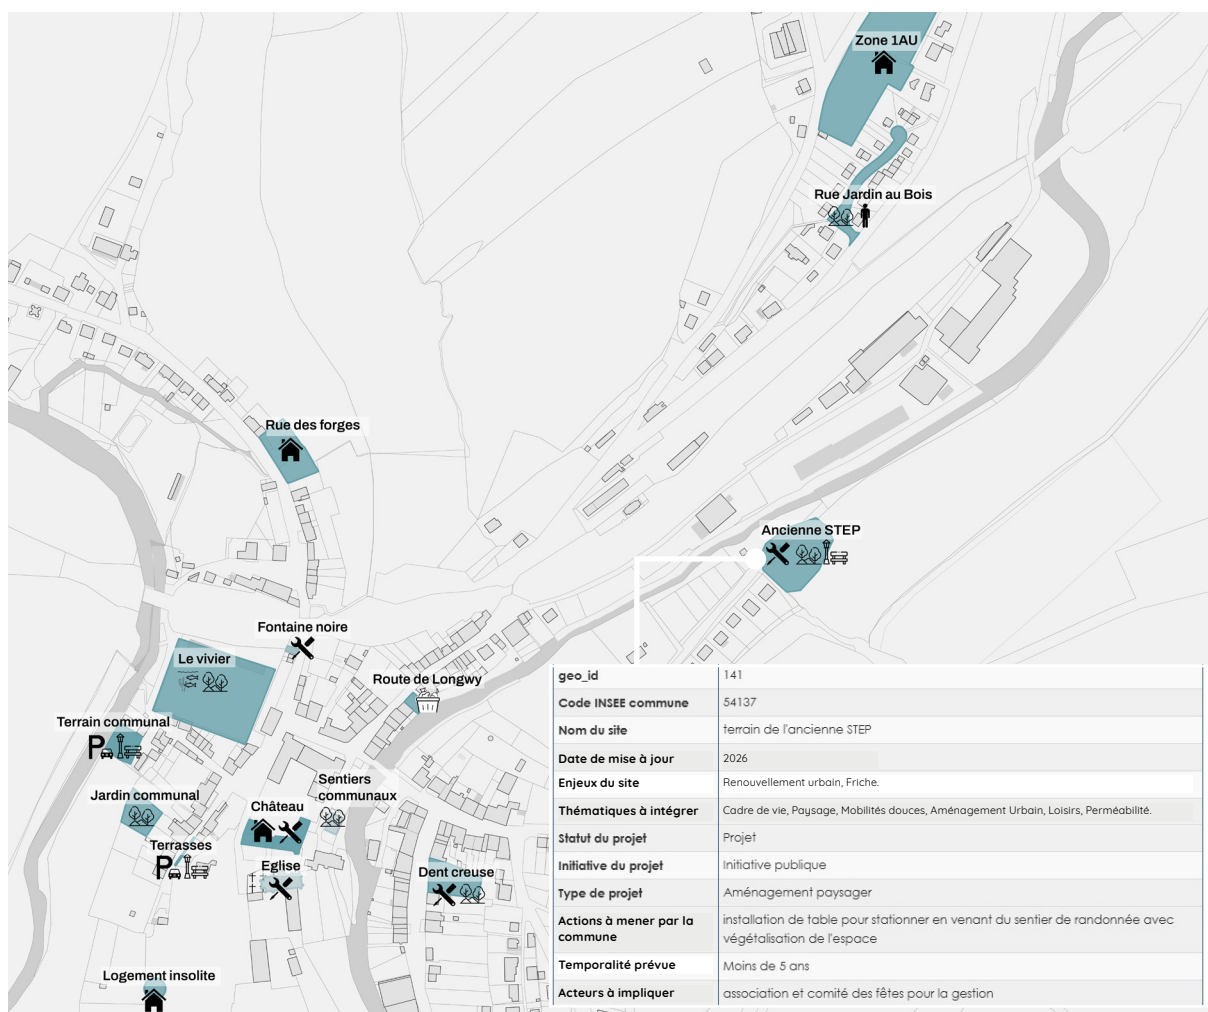 Zone 1AU
Rue Jardin au Bois
Rue des forges
Ancienne STEP
Fontaine noire
Le vivier
Route de Longwy
Terrain communal
P
Sentiers
communaux
Jardin communal
Château
Terrasses
P
Eglise
Dent creuse
Logement insolite
geo_id 141
Code INSEE commune 54137
Nom du site terrain de l'ancienne STEP
Date de mise à jour 2026
Enjeux du site Renouvellement urbain, Friche.
Thématiques à intégrer Cadre de vie, Paysage, Mobilités douces, Aménagement Urbain, Loisirs, Perméabilité.
Statut du projet Projet
Initiative du projet Initiative publique
Type de projet Aménagement paysager
Actions à mener par la commune installation de table pour stationner en venant du sentier de randonnée avec
végétalisation de l'espace
Temporalité prévue Moins de 5 ans
Acteurs à impliquer association et comité des fêtes pour la gestion